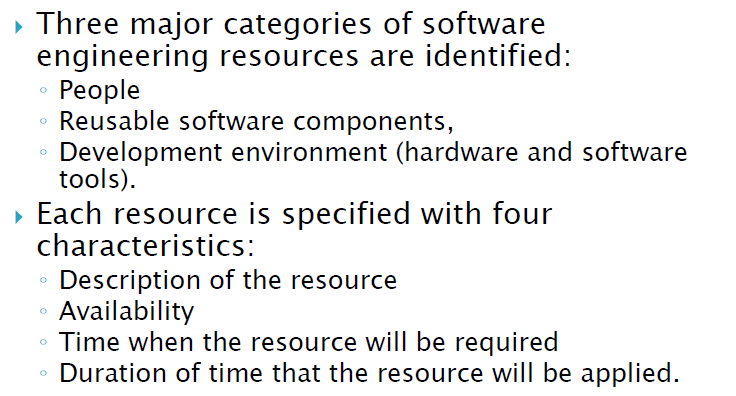 Three major categories of software
engineering resources are identified:
People
Reusable software components,
Development environment (hardware and software
tools).
Each resource is specified with four
characteristics:
Description of the resource
Availability
Time when the resource will be required
Duration of time that the resource will be applied.